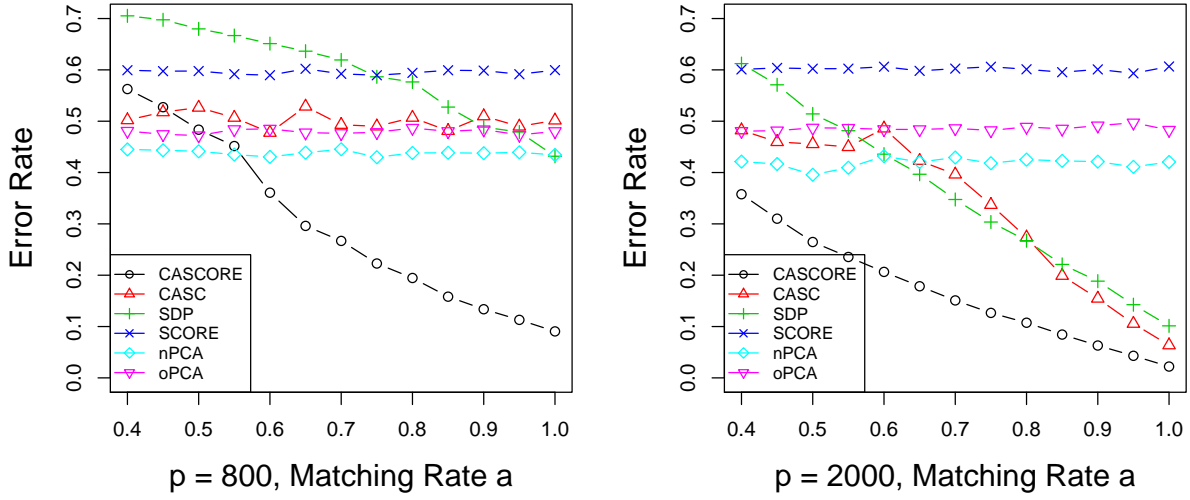 Error Rate
0.7
0.6
0.5
0.4
0.3
0.2
0.1
0.0
CASCORE
CASC
SDP
SCORE
nPCA
oPCA
0.4 0.5 0.6 0.7 0.8 0.9 1.0
p = 800, Matching Rate a
Error Rate
0.7
0.6
0.5
0.4
0.3
0.2
0.1
0.0
CASCORE
CASC
SDP
SCORE
nPCA
oPCA
0.4 0.5 0.6 0.7 0.8 0.9 1.0
p = 2000, Matching Rate a